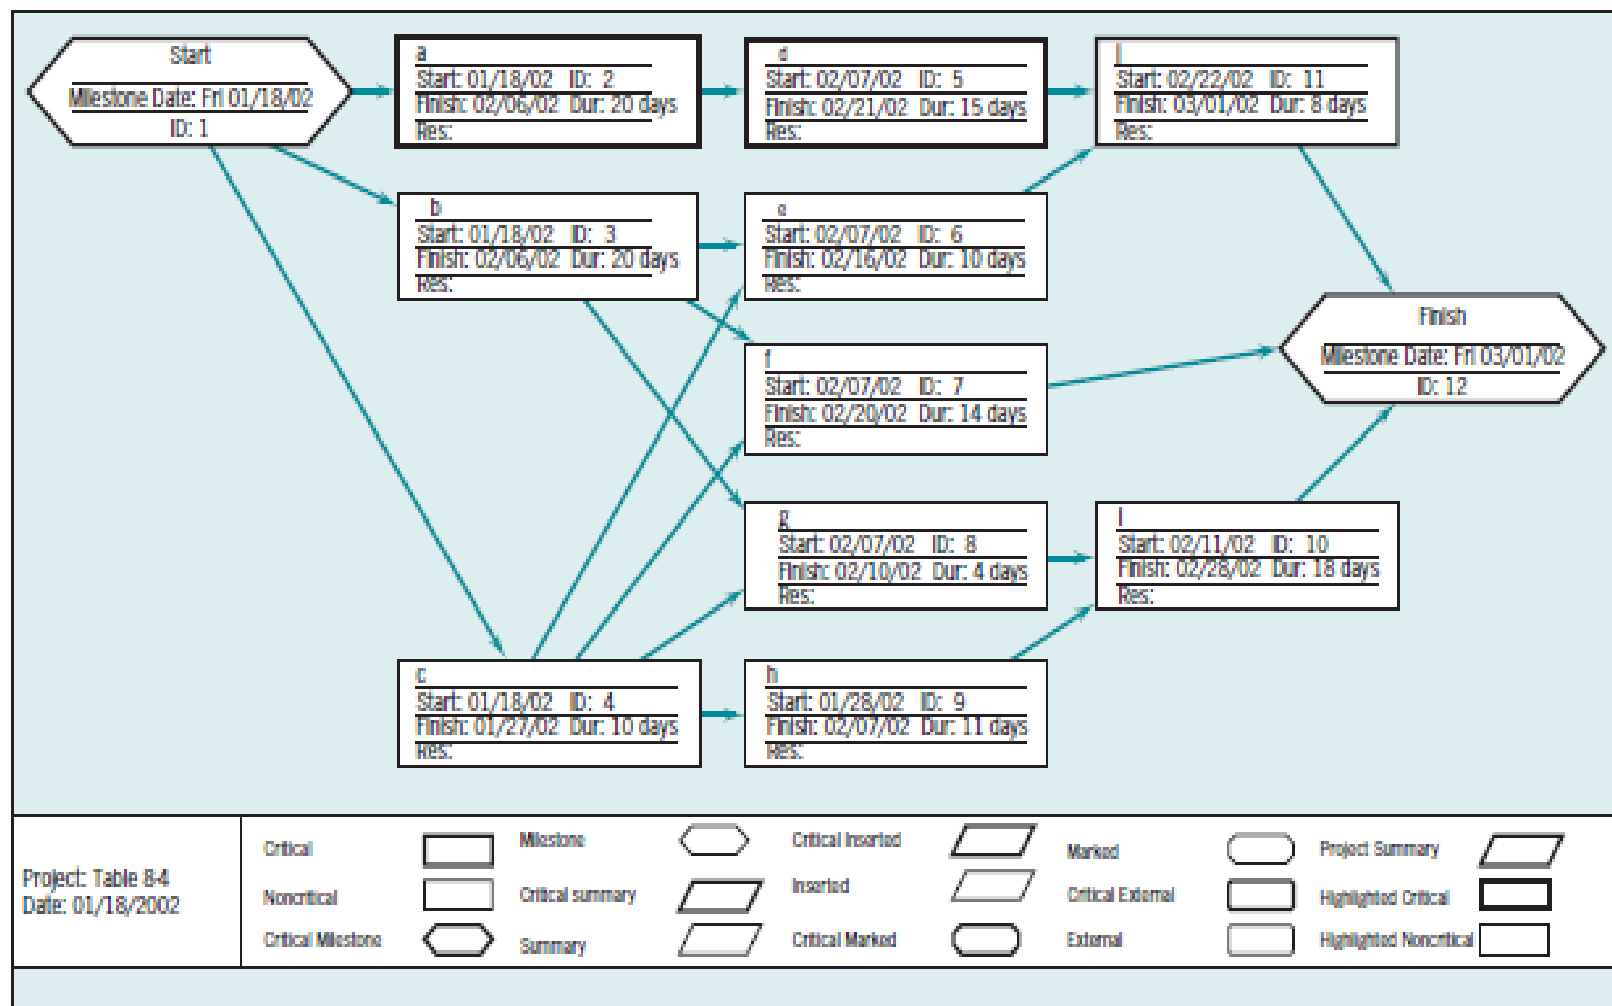 Start
Milestone Date: Fri 01/18/02
ID: 1
a
Start: 01/18/02 ID: 2
Finish: 02/06/02 Dur: 20 days
Res:
d
Start: 02/07/02 ID: 5
Finish: 02/21/02 Dur: 15 days
Res:
j
Start: 02/22/02 ID: 11
Finish: 03/01/02 Dur: 8 days
Res:
b
Start: 01/18/02 ID: 3
Finish: 02/06/02 Dur: 20 days
Res:
e
Start: 02/07/02 ID: 6
Finish: 02/16/02 Dur: 10 days
Res:
Finish
Milestone Date: Fri 03/01/02
ID: 12
f
Start: 02/07/02 ID: 7
Finish: 02/20/02 Dur: 14 days
Res:
g
Start: 02/07/02 ID: 8
Finish: 02/10/02 Dur: 4 days
Res:
i
Start: 02/11/02 ID: 10
Finish: 02/28/02 Dur: 18 days
Res:
c
Start: 01/18/02 ID: 4
Finish: 01/27/02 Dur: 10 days
Res:
h
Start: 01/28/02 ID: 9
Finish: 02/07/02 Dur: 11 days
Res:
Project: Table 8-4
Date: 01/18/2002
Critical
Noncritical
Critical Milestone
Milestone
Critical summary
Summary
Critical Inserted
Inserted
Critical Marked
Marked
Critical External
External
Project Summary
Highlighted Critical
Highlighted Noncritical